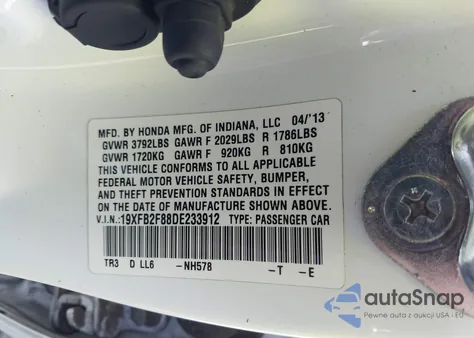 MFD. BY HONDA MFG. OF INDIANA, LLC 04/'13
GVWR 3792LBS GAWR F 2029LBS R 1786LBS
GVWR 1720KG GAWR F 920KG R 810KG
THIS VEHICLE CONFORMS TO ALL APPLICABLE
FEDERAL MOTOR VEHICLE SAFETY, BUMPER,
AND THEFT PREVENTION STANDARDS IN EFFECT
ON THE DATE OF MANUFACTURE SHOWN ABOVE.
V.I.N.:19XFB2F88DE233912 TYPE: PASSENGER CAR
TR3 D LL6 -NH578 -T -E
autoSnap
Pewne auta z aukcji w USA i EU